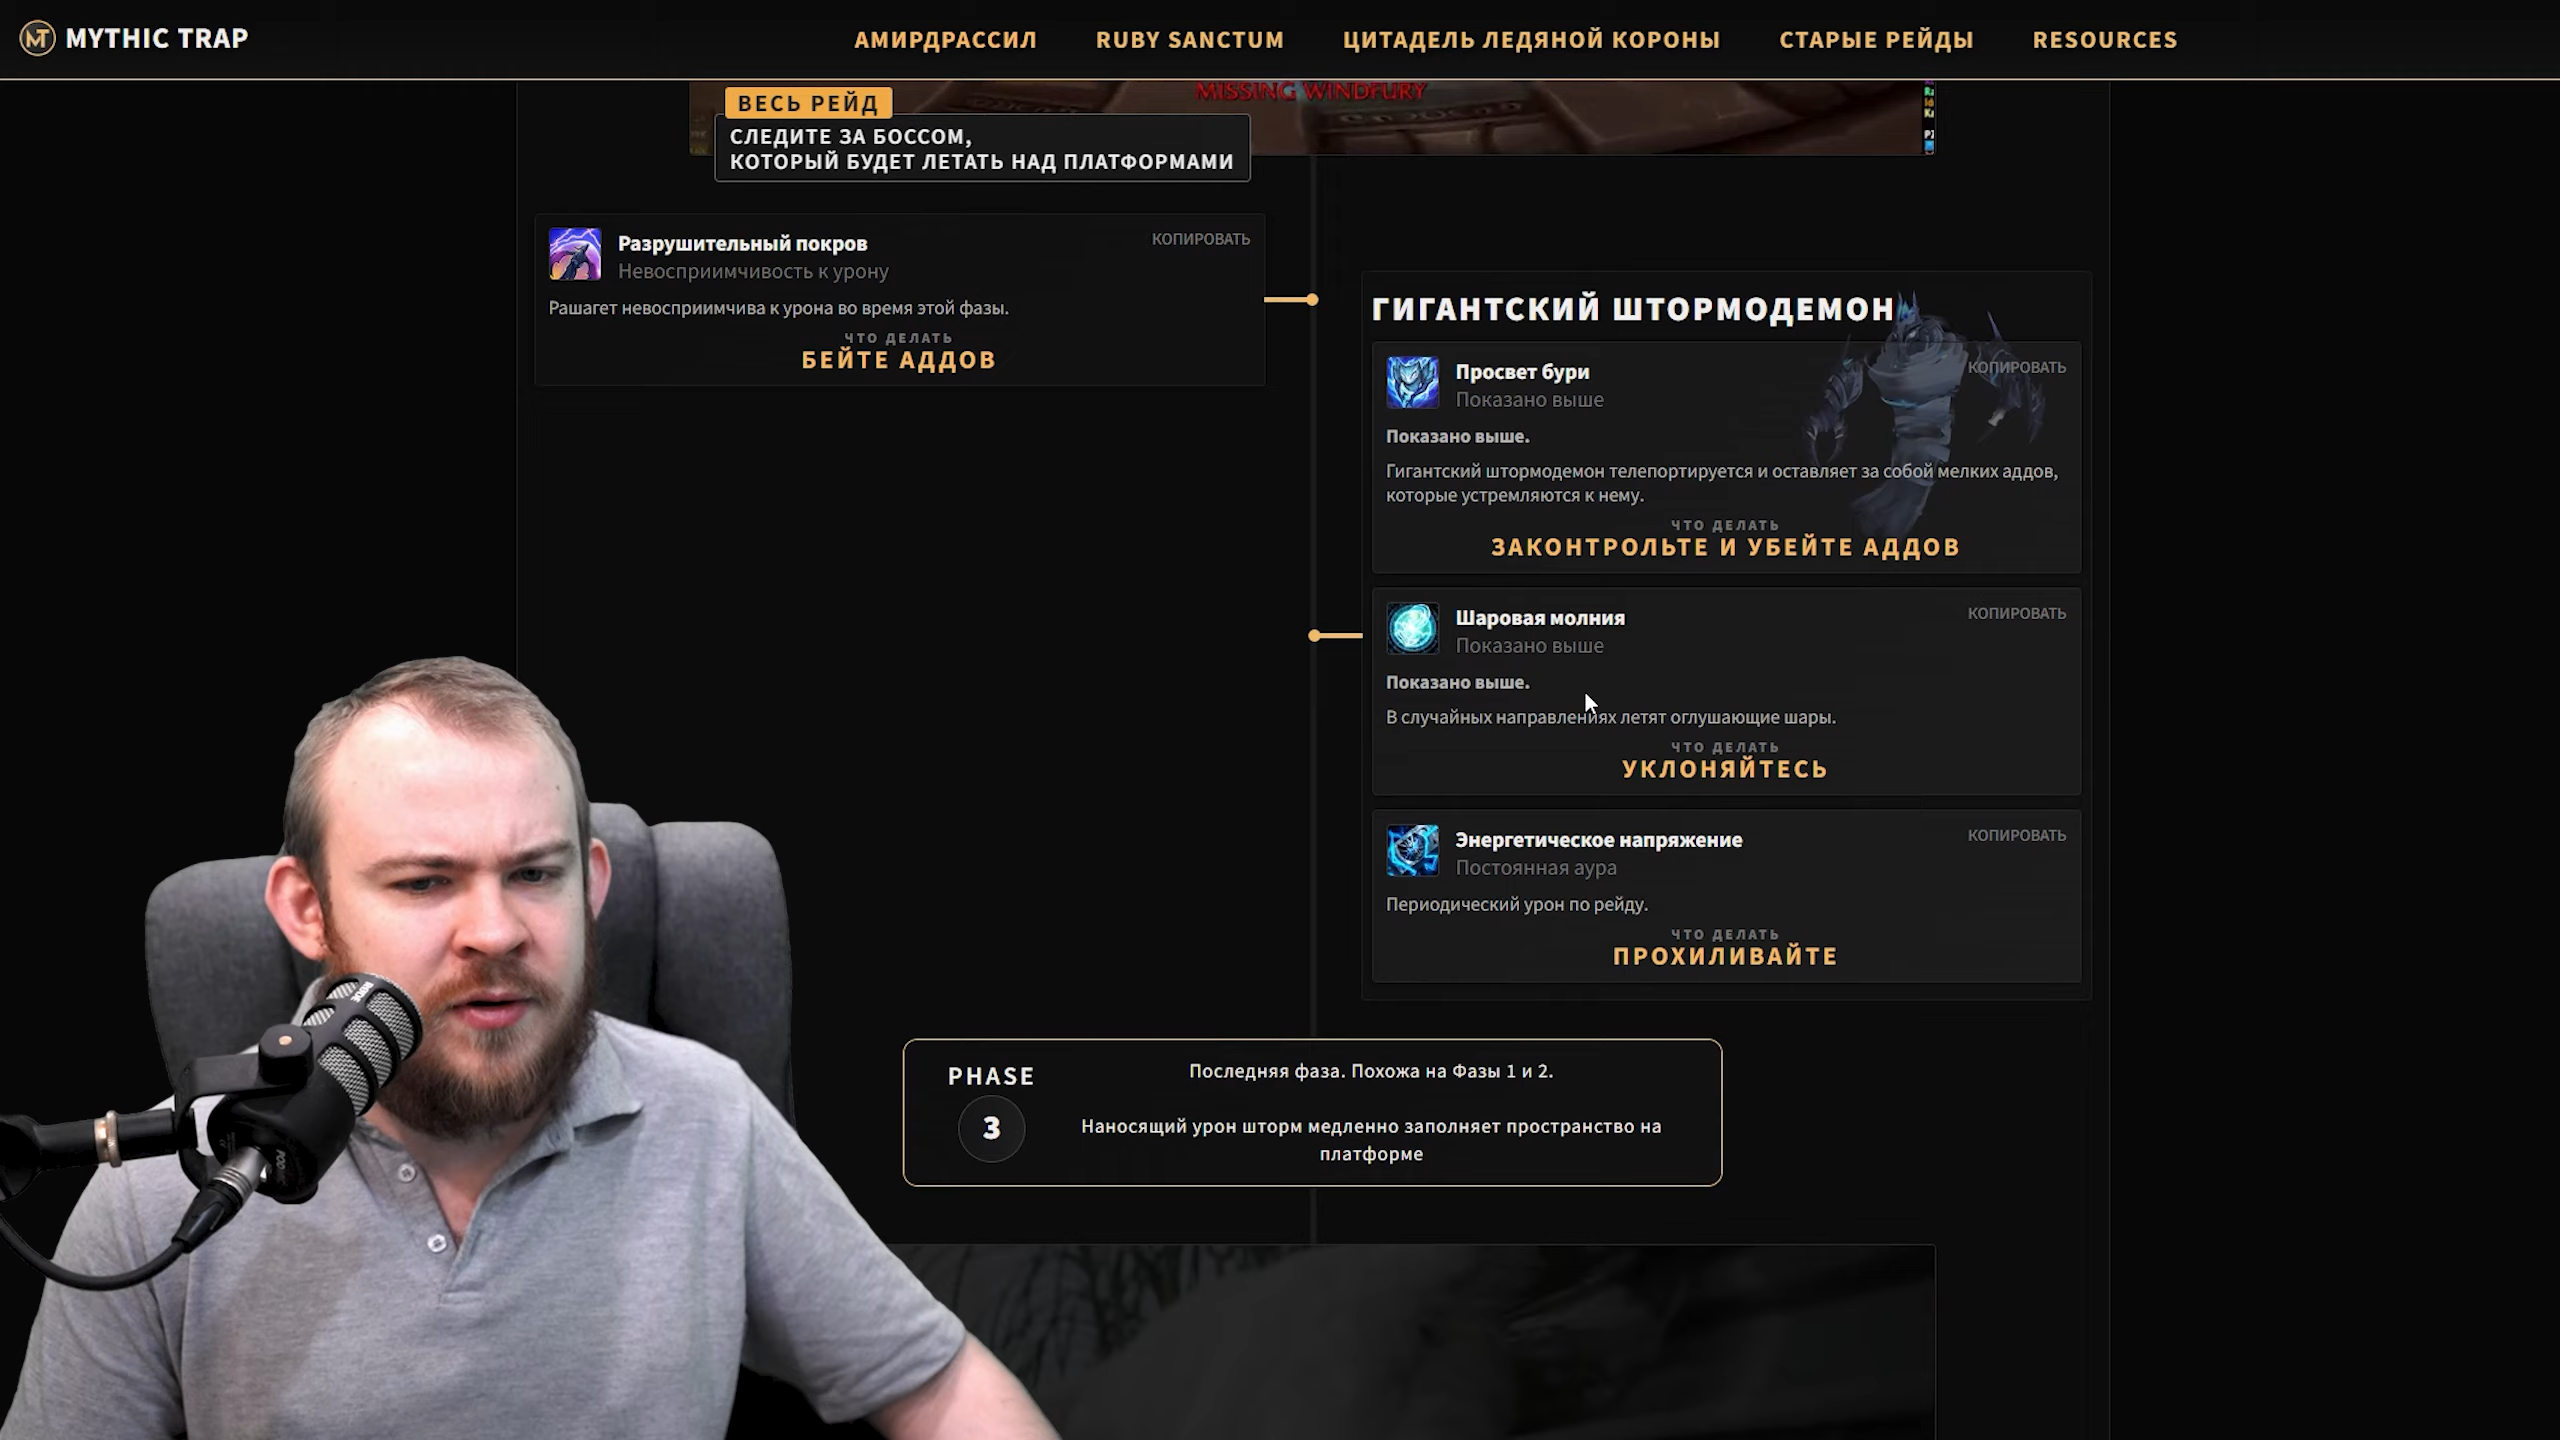 MYTHIC TRAP
АМИРДРАССИЛ
RUBY SANCTUM
ЦИТАДЕЛЬ ЛЕДЯНОЙ КОРОНЫ
СТАРЫЕ РЕЙДЫ
RESOURCES
MISSING WINDFURY
ВЕСЬ РЕЙД
СЛЕДИТЕ ЗА БОССОМ,
КОТОРЫЙ БУДЕТ ЛЕТАТЬ НАД ПЛАТФОРМАМИ
Разрушительный покров
КОПИРОВАТЬ
Невосприимчивость к урону
Рашагет невосприимчива к урона во время этой фазы.
ЧТО ДЕЛАТЬ
БЕЙТЕ АДДОВ
ГИГАНТСКИЙ ШТОРМОДЕМОН
Просвет бури
КОПИРОВАТЬ
Показано выше
Показано выше.
Гигантский штормодемон телепортируется и оставляет за собой мелких аддов,
которые устремляются к нему.
ЧТО ДЕЛАТЬ
ЗАКОНТРОЛЬТЕ И УБЕЙТЕ АДДОВ
Шаровая молния
КОПИРОВАТЬ
Показано выше
Показано выше.
В случайных направлениях летят оглушающие шары.
ЧТО ДЕЛАТЬ
УКЛОНЯЙТЕСЬ
Энергетическое напряжение
КОПИРОВАТЬ
Постоянная аура
Периодический урон по рейду.
ЧТО ДЕЛАТЬ
ПРОХИЛИВАЙТЕ
PHASE
3
Последняя фаза. Похожа на Фазы 1 и 2.
Наносящий урон шторм медленно заполняет пространство на
платформе
RØDE